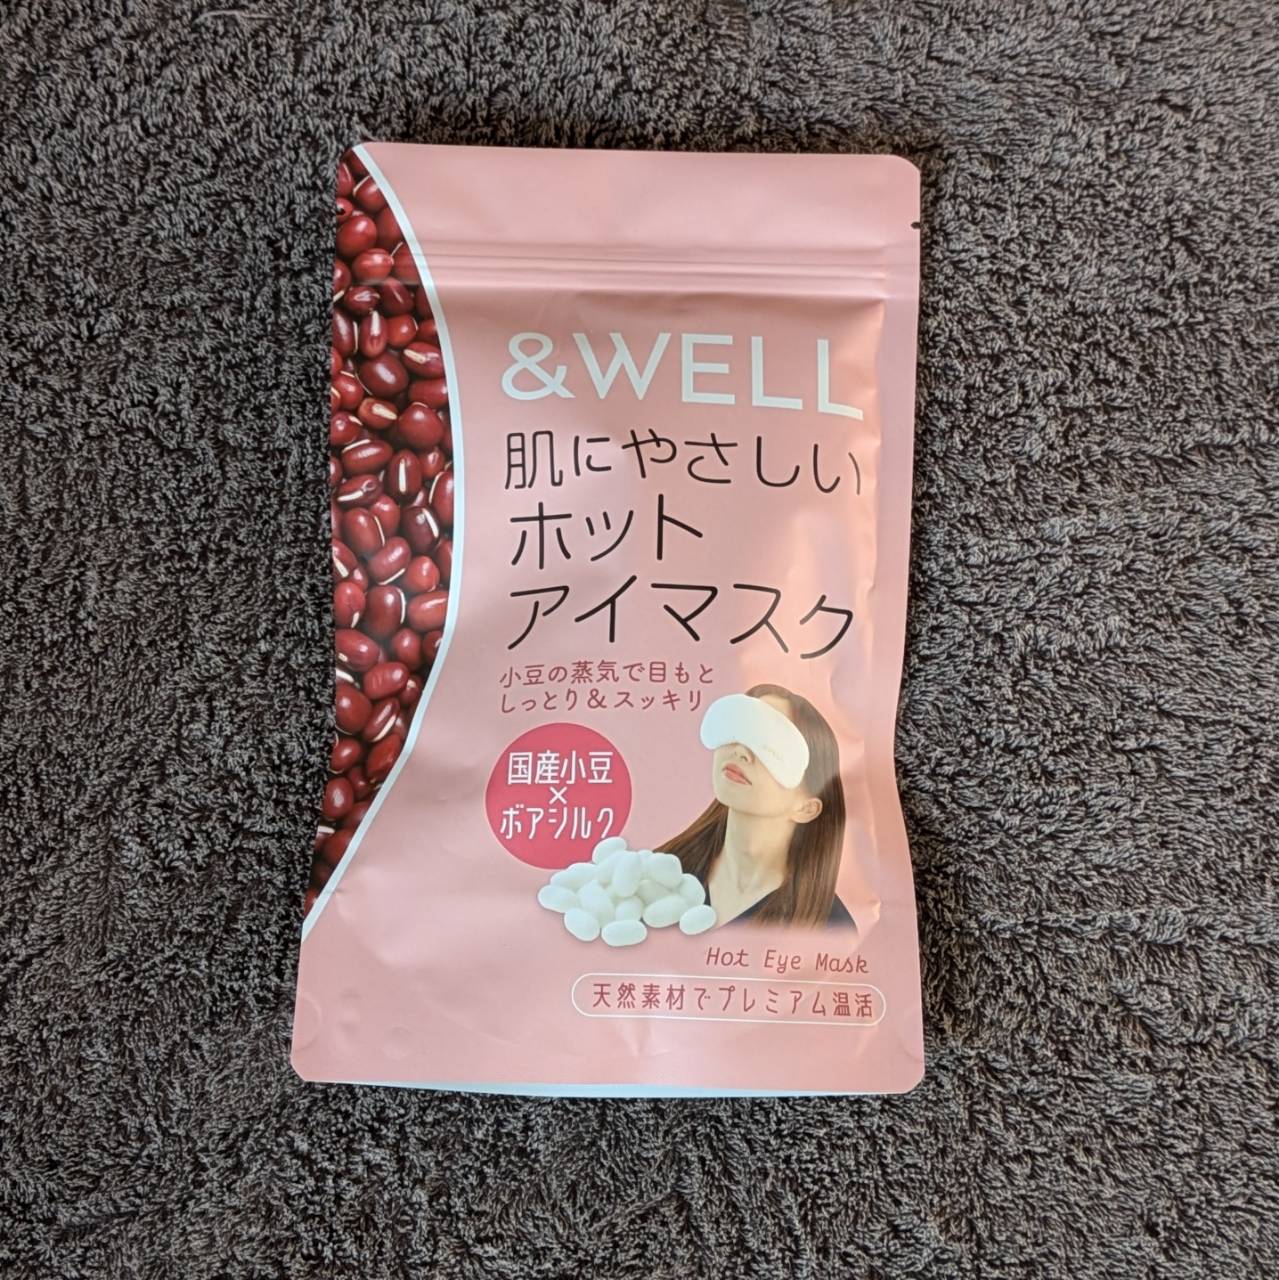 &WELL
肌にやさしい
ホット
アイマスク
小豆の蒸気で目もと
しっとり＆スッキリ
国産小豆
×
ボアシルク
Hot Eye Mask
天然素材でプレミアム温活